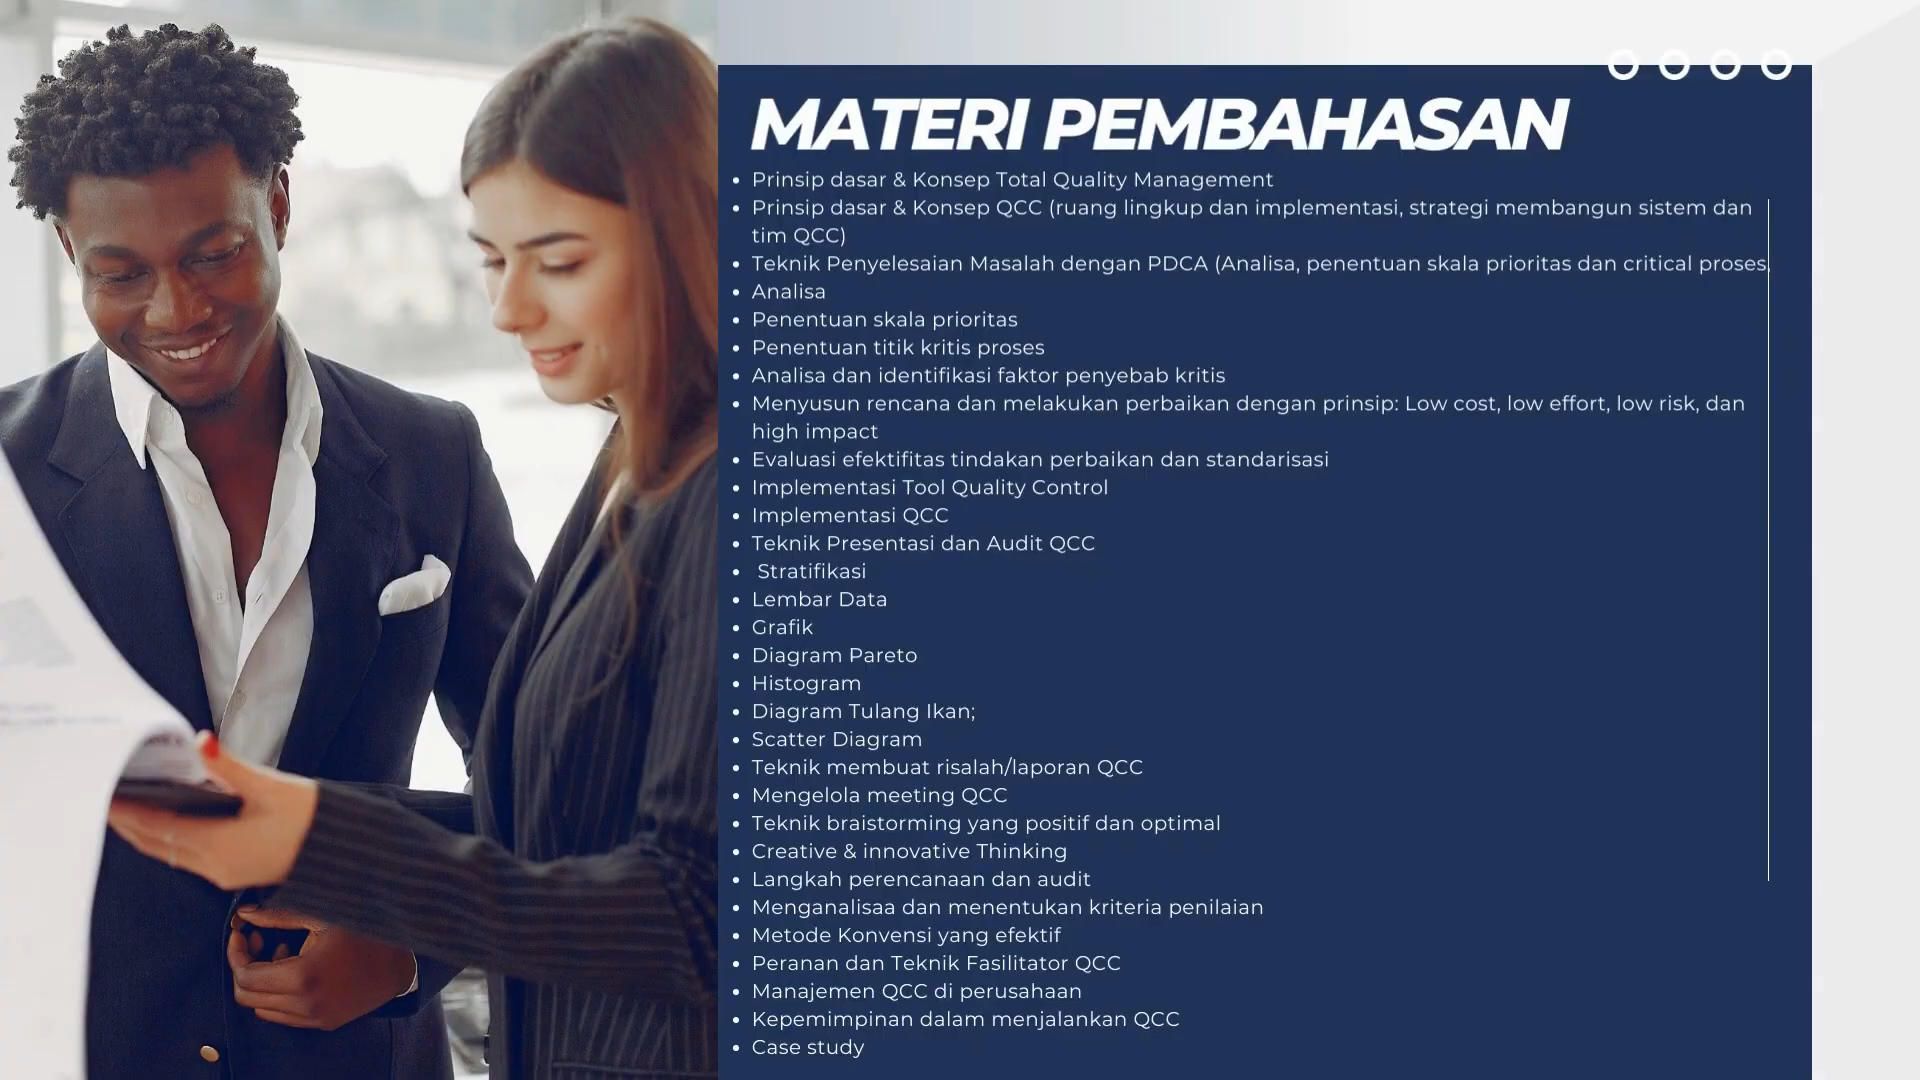 MATERI PEMBAHASAN
• Prinsip dasar & Konsep Total Quality Management
• Prinsip dasar & Konsep QCC (ruang lingkup dan implementasi, strategi membangun sistem dan
tim QCC)
• Teknik Penyelesaian Masalah dengan PDCA (Analisa, penentuan skala prioritas dan critical proses,
• Analisa
• Penentuan skala prioritas
• Penentuan titik kritis proses
• Analisa dan identifikasi faktor penyebab kritis
• Menyusun rencana dan melakukan perbaikan dengan prinsip: Low cost, low effort, low risk, dan
high impact
• Evaluasi efektifitas tindakan perbaikan dan standarisasi
• Implementasi Tool Quality Control
• Implementasi QCC
• Teknik Presentasi dan Audit QCC
• Stratifikasi
• Lembar Data
• Grafik
• Diagram Pareto
• Histogram
• Diagram Tulang Ikan;
• Scatter Diagram
• Teknik membuat risalah/laporan QCC
• Mengelola meeting QCC
• Teknik braistorming yang positif dan optimal
• Creative & innovative Thinking
• Langkah perencanaan dan audit
• Menganalisaa dan menentukan kriteria penilaian
• Metode Konvensi yang efektif
• Peranan dan Teknik Fasilitator QCC
• Manajemen QCC di perusahaan
• Kepemimpinan dalam menjalankan QCC
• Case study